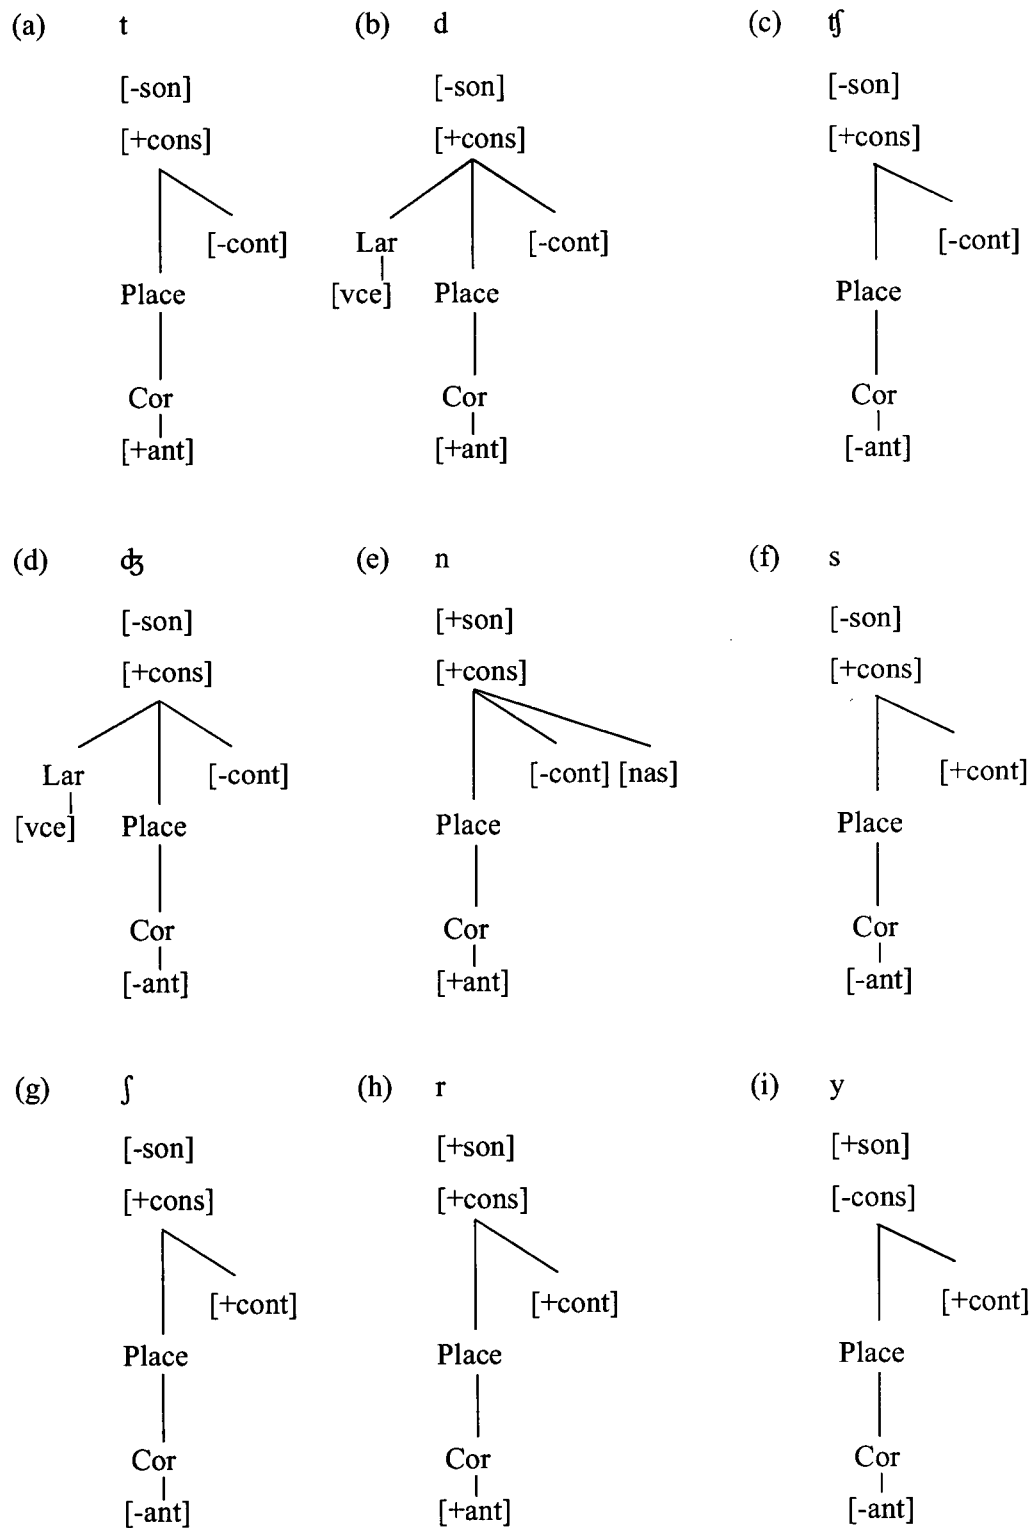 (a) t (b) d (c) ʧ
[-son] [-son] [-son]
[+cons] [+cons] [+cons]
[-cont] Lar [-cont] [-cont]
Place [vce] Place Place
Cor Cor Cor
[+ant] [+ant] [-ant]
(d) ʤ (e) n (f) s
[-son] [+son] [-son]
[+cons] [+cons] [+cons]
Lar [-cont] [-cont] [nas] [+cont]
[vce] Place Place Place
Cor Cor Cor
[-ant] [+ant] [-ant]
(g) ʃ (h) r (i) y
[-son] [+son] [+son]
[+cons] [+cons] [-cons]
[+cont] [+cont] [+cont]
Place Place Place
Cor Cor Cor
[-ant] [+ant] [-ant]